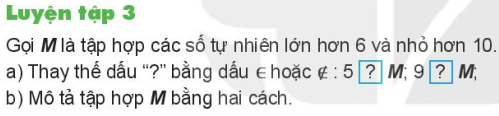 Luyện tập 3
Gọi M là tập hợp các số tự nhiên lớn hơn 6 và nhỏ hơn 10.
a) Thay thế dấu “?” bằng dấu ∈ hoặc ∉ : 5 ? M; 9 ? M;
b) Mô tả tập hợp M bằng hai cách.